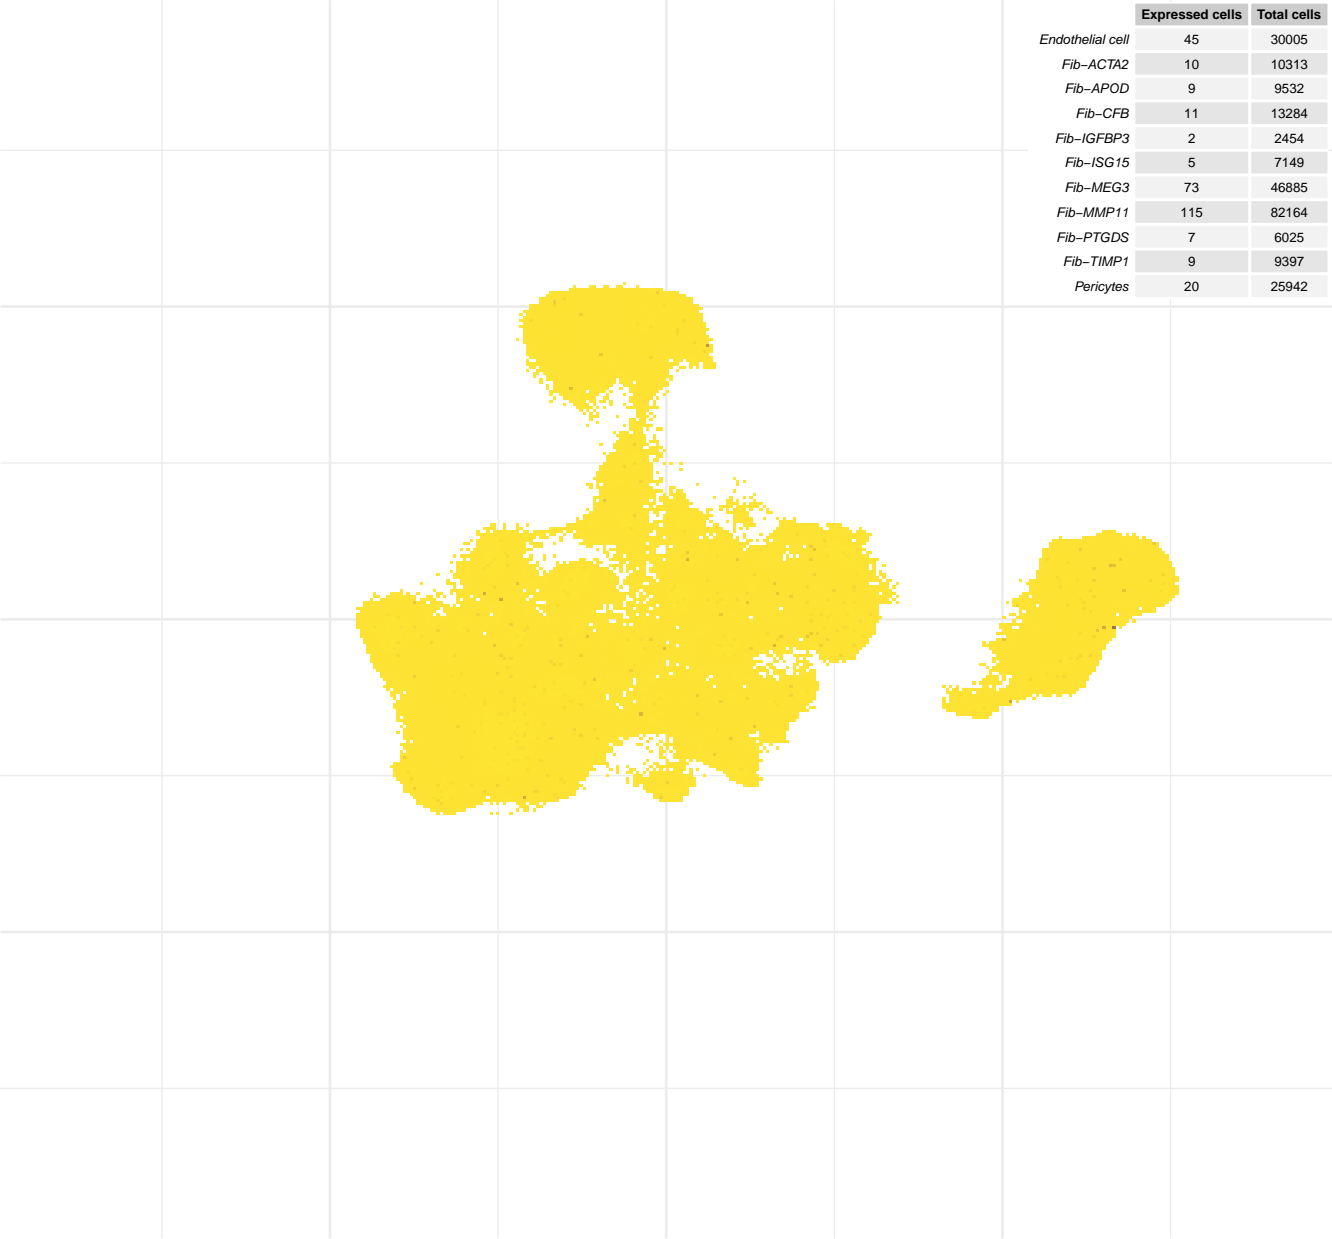 Expressed cells Total cells
Endothelial cell 45 30005
Fib−ACTA2 10 10313
Fib−APOD 9 9532
Fib−CFB 11 13284
Fib−IGFBP3 2 2454
Fib−ISG15 5 7149
Fib−MEG3 73 46885
Fib−MMP11 115 82164
Fib−PTGDS 7 6025
Fib−TIMP1 9 9397
Pericytes 20 25942